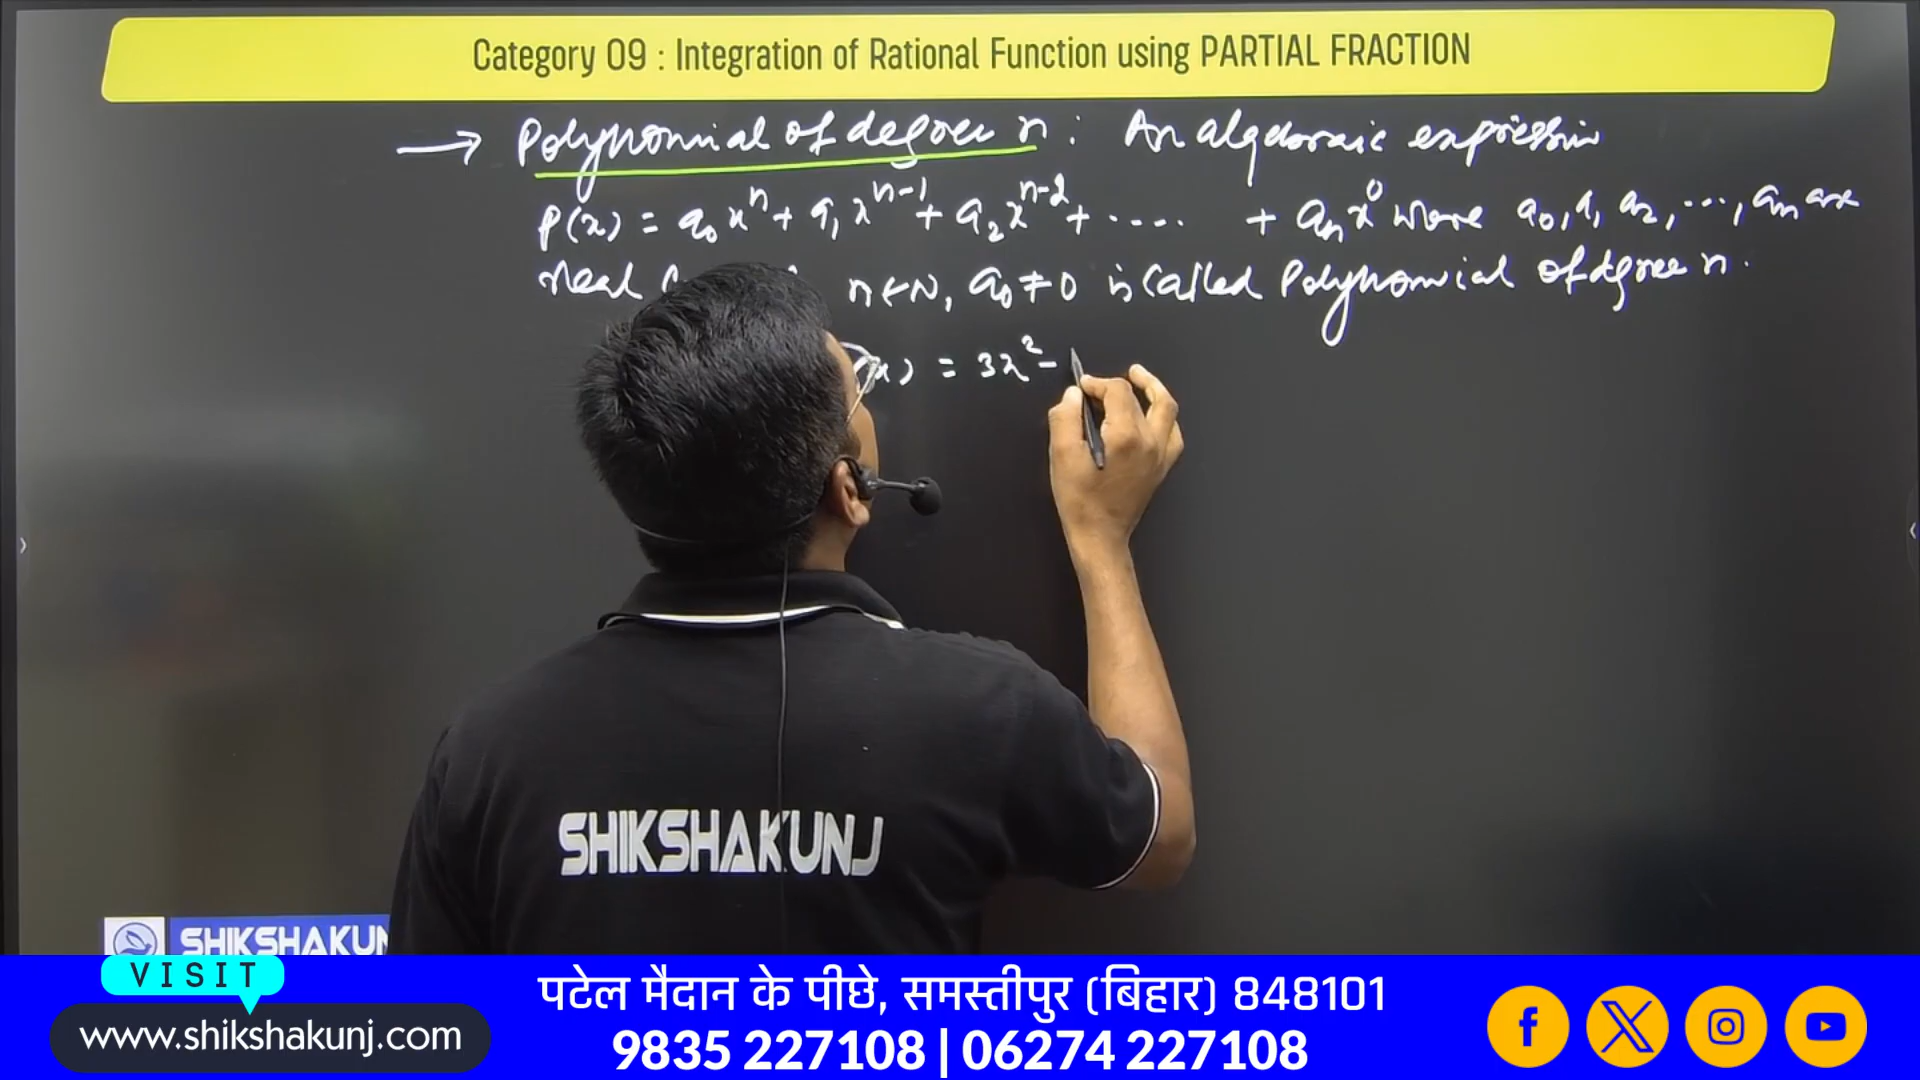 Category 09 : Integration of Rational Function using PARTIAL FRACTION
→ Polynomial of degree n : An algebraic expression
P(x) = a₀xⁿ + a₁xⁿ⁻¹ + a₂xⁿ⁻² + .... + aₙx⁰ where a₀, a₁, a₂, ..., aₙ are
real n∈N, a₀ ≠ 0 is called Polynomial of degree n.
(x) = 3x² -
SHIKSHAKUNJ
SHIKSHAKUN
VISIT
www.shikshakunj.com
पटेल मैदान के पीछे, समस्तीपुर (बिहार) 848101
9835 227108 | 06274 227108